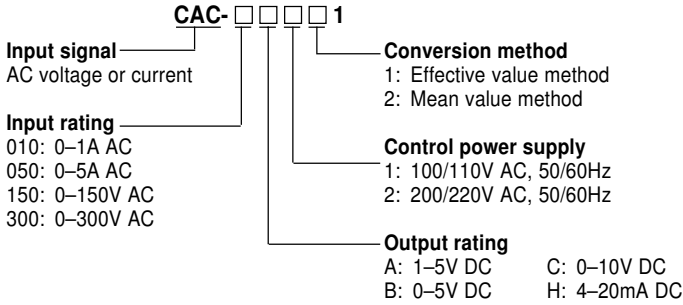 CAC-□□□□1
Input signal
AC voltage or current
Input rating
010: 0–1A AC
050: 0–5A AC
150: 0–150V AC
300: 0–300V AC
Conversion method
1: Effective value method
2: Mean value method
Control power supply
1: 100/110V AC, 50/60Hz
2: 200/220V AC, 50/60Hz
Output rating
A: 1–5V DC C: 0–10V DC
B: 0–5V DC H: 4–20mA DC